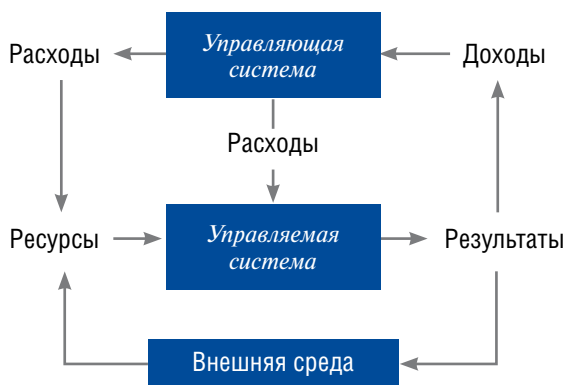 Расходы
Управляющая
система
Доходы
Расходы
Ресурсы
Управляемая
система
Результаты
Внешняя среда